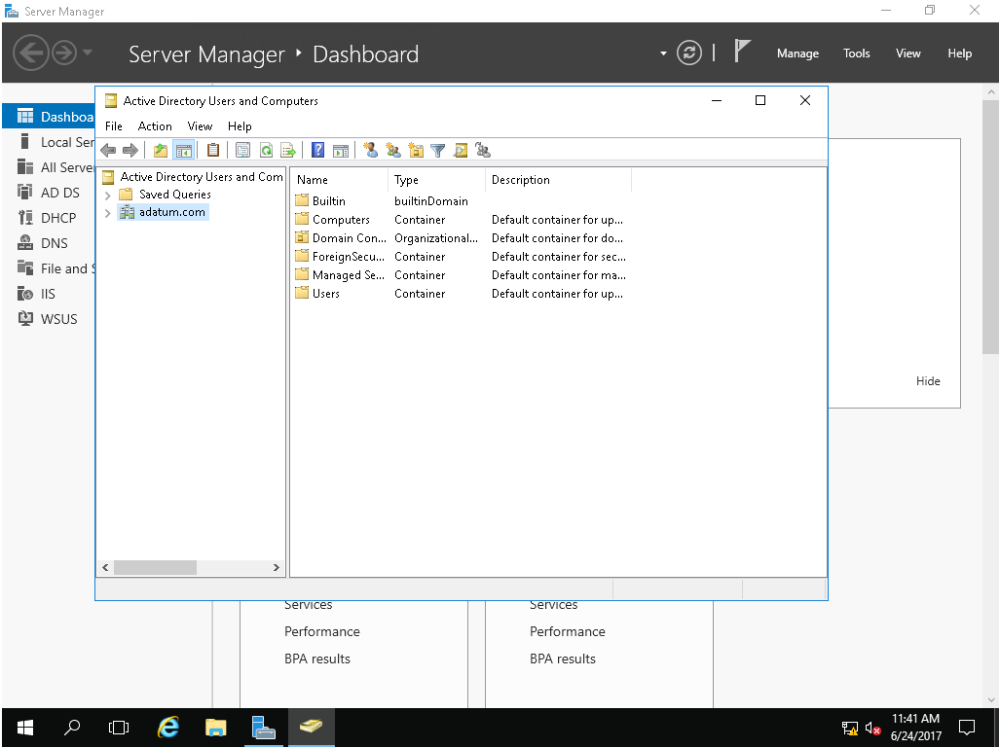 Server Manager
Server Manager ‣ Dashboard
Manage Tools View Help
Dashboa
Local Ser
All Server
AD DS
DHCP
DNS
File and S
IIS
WSUS
Active Directory Users and Computers
File Action View Help
Active Directory Users and Com
Saved Queries
adatum.com
Name Type Description
Builtin builtinDomain
Computers Container Default container for up...
Domain Con... Organizational... Default container for do...
ForeignSecu... Container Default container for sec...
Managed Se... Container Default container for ma...
Users Container Default container for up...
Hide
Services Services
Performance Performance
BPA results BPA results
11:41 AM
6/24/2017